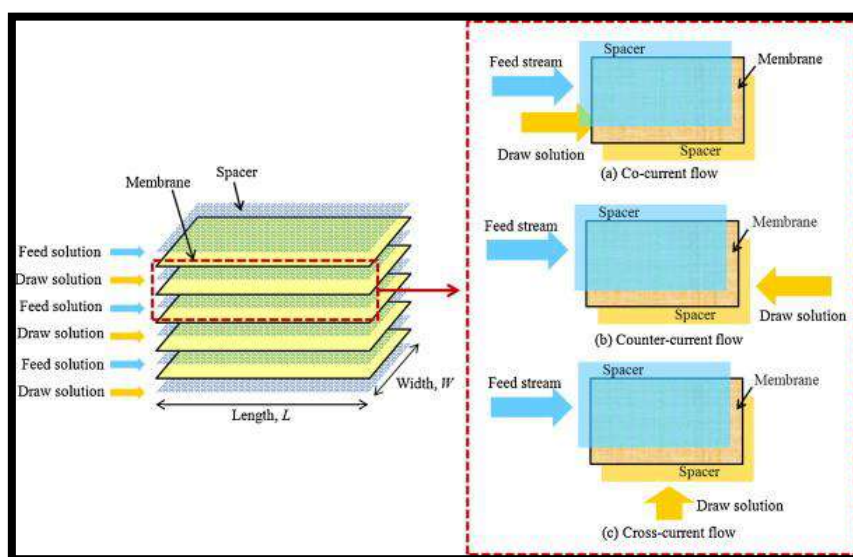 Spacer
Membrane
Feed solution
Draw solution
Feed solution
Draw solution
Feed solution
Draw solution
Width, W
Length, L
Spacer
Feed stream
Membrane
Draw solution
Spacer
(a) Co-current flow
Spacer
Feed stream
Membrane
Draw solution
Spacer
(b) Counter-current flow
Spacer
Feed stream
Membrane
Spacer
Draw solution
(c) Cross-current flow